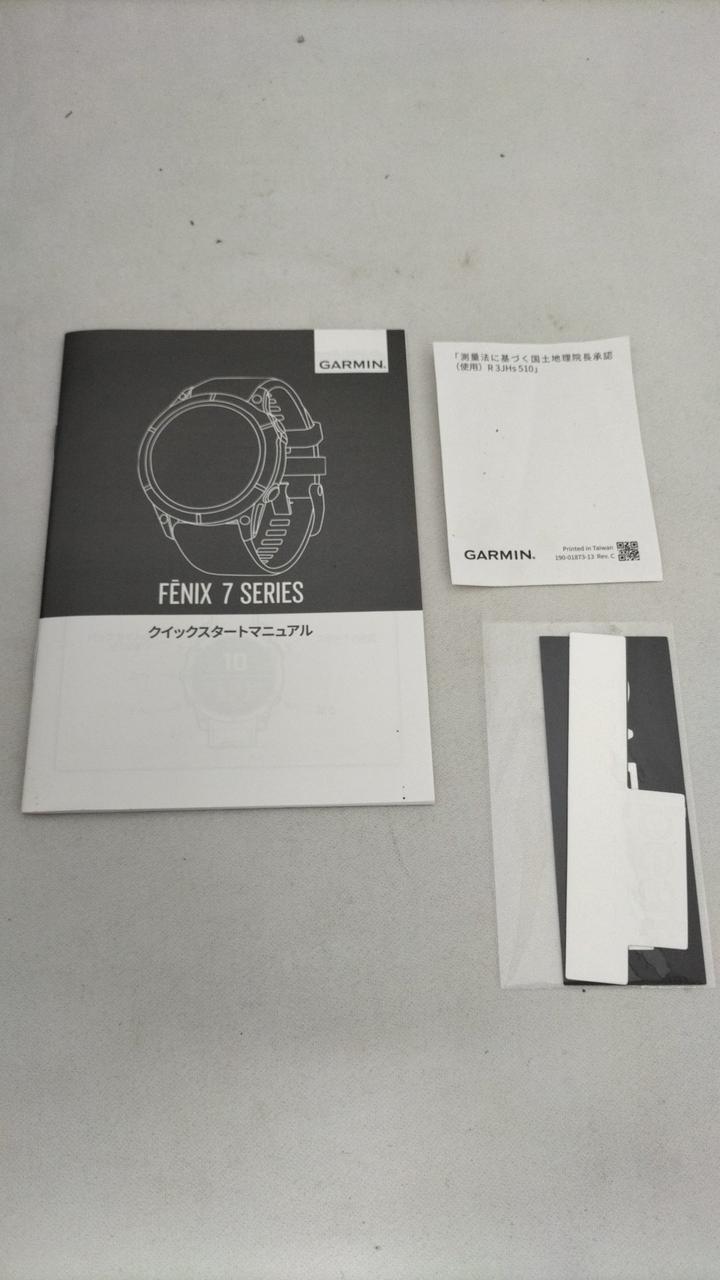 GARMIN
FĒNIX 7 SERIES
クイックスタートマニュアル
10
「測量法に基づく国土地理院長承認
(使用) R 3JHs 510」
GARMIN
Printed in Taiwan
190-01873-13 Rev. C